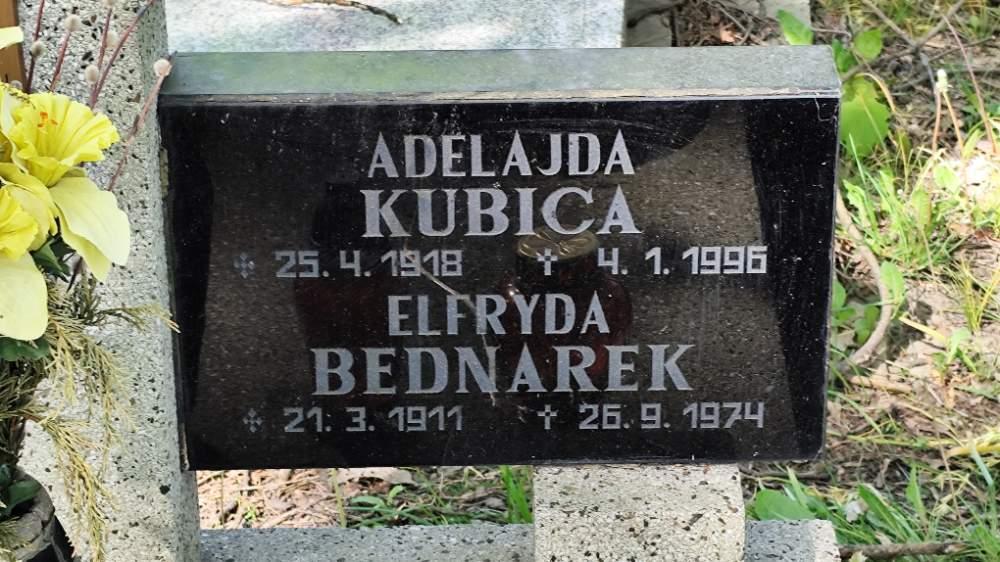 ADELAJDA
KUBICA
25. 4. 1918 ✝ 4. 1. 1996
ELFRYDA
BEDNAREK
21. 3. 1911 ✝ 26. 9. 1974